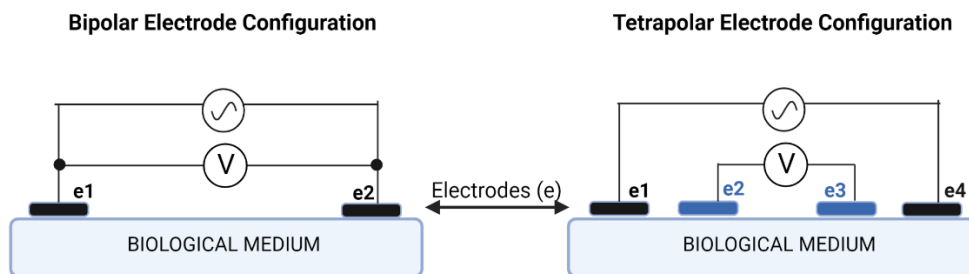 Bipolar Electrode Configuration
Tetrapolar Electrode Configuration
V
e1
e2
BIOLOGICAL MEDIUM
Electrodes (e)
V
e1
e2
e3
e4
BIOLOGICAL MEDIUM